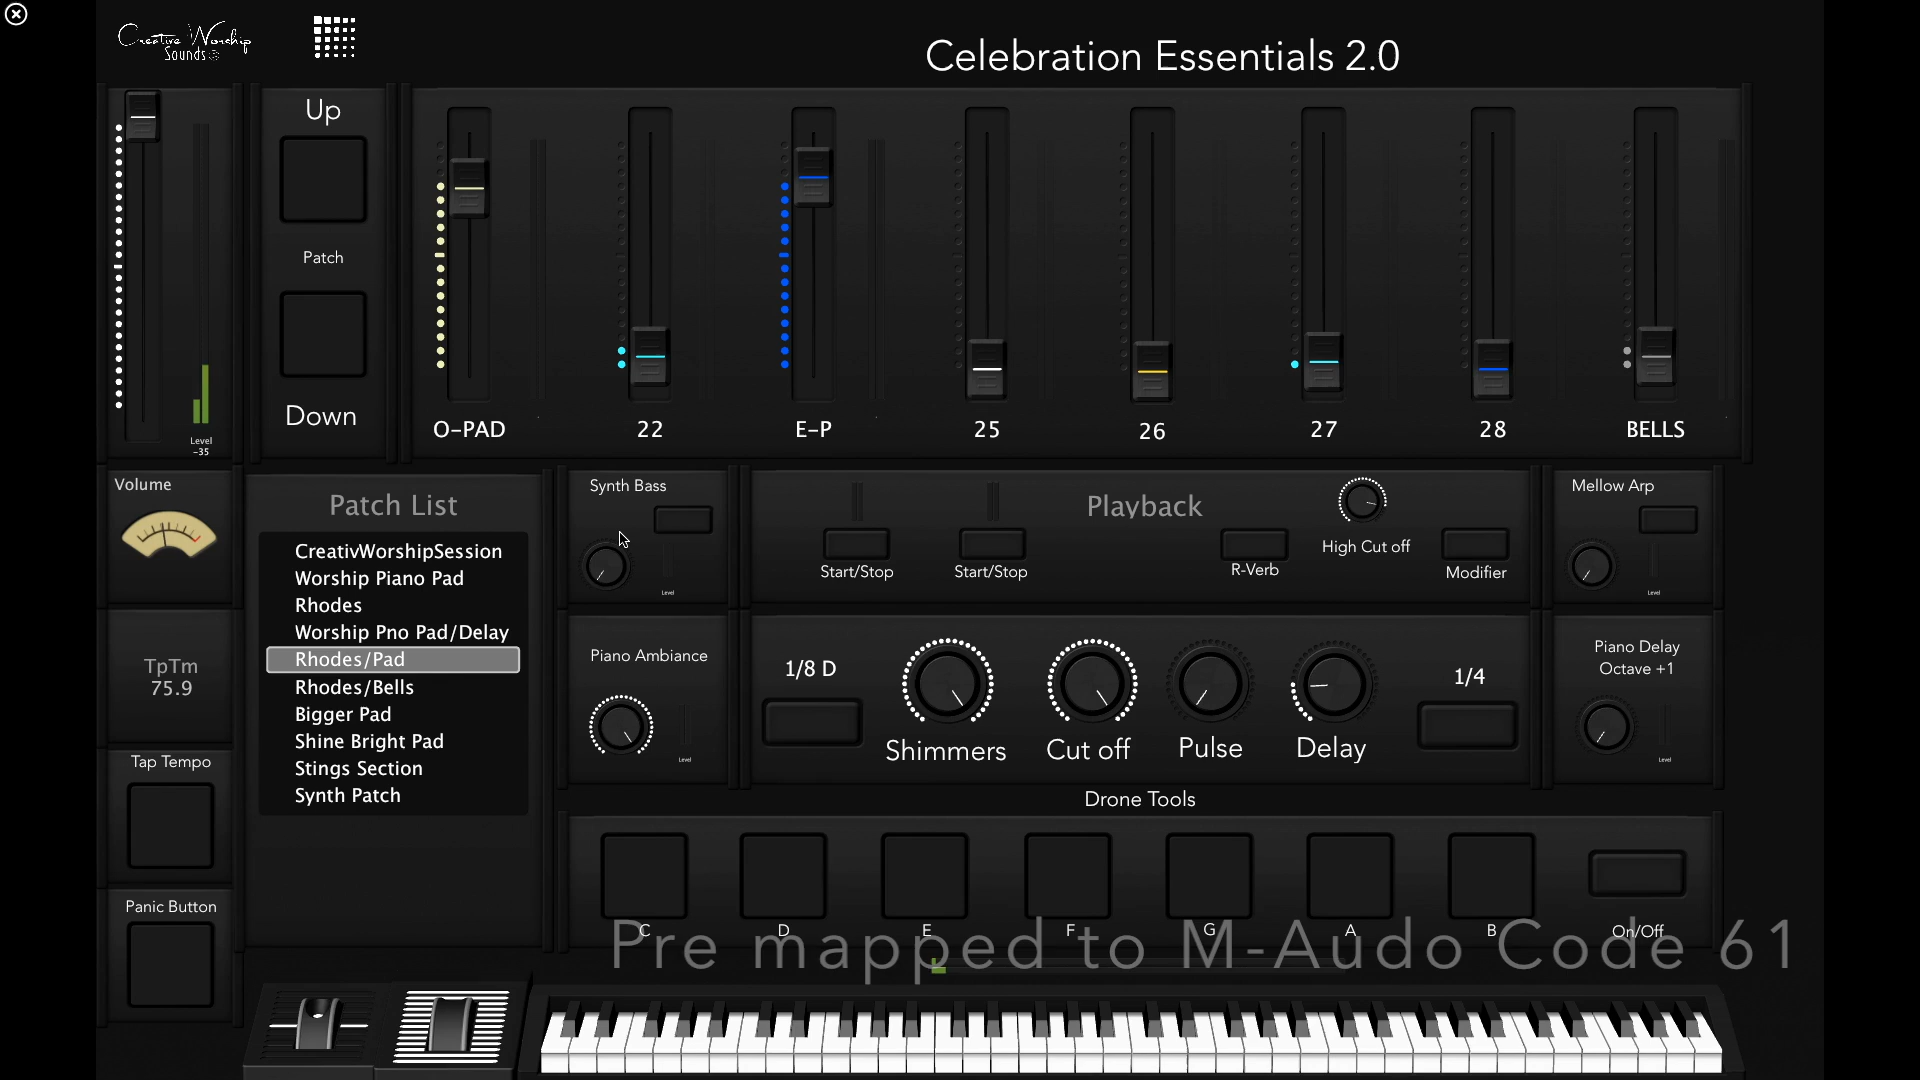 Creative Worship
Sounds
Celebration Essentials 2.0
Up
Patch
Down
Level
-35
O-PAD
22
E-P
25
26
27
28
BELLS
Volume
Patch List
CreativWorshipSession
Worship Piano Pad
Rhodes
Worship Pno Pad/Delay
Rhodes/Pad
Rhodes/Bells
Bigger Pad
Shine Bright Pad
Stings Section
Synth Patch
Synth Bass
Level
Playback
Start/Stop
Start/Stop
R-Verb
High Cut off
Modifier
Mellow Arp
Level
TpTm
75.9
Piano Ambiance
Level
1/8 D
Shimmers
Cut off
Pulse
Delay
1/4
Piano Delay
Octave +1
Level
Tap Tempo
Drone Tools
C
D
E
F
G
A
B
On/Off
Panic Button
Pre mapped to M-Audo Code 61